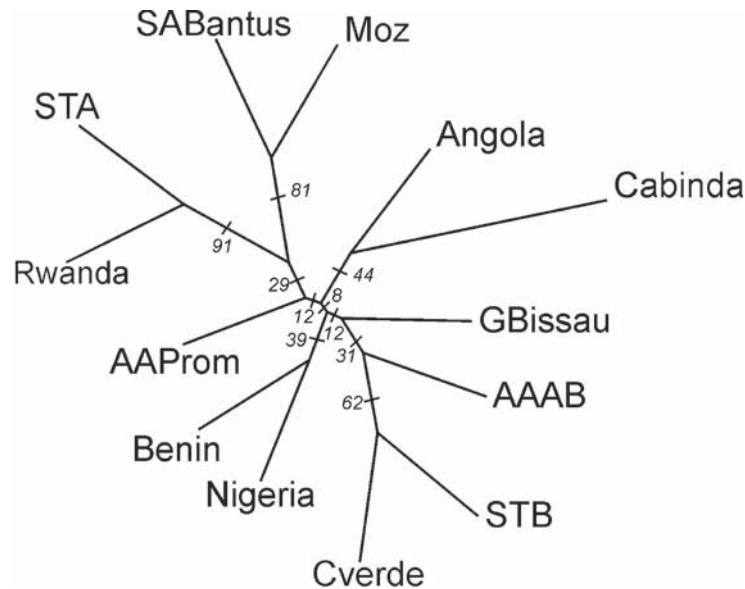 SABantus
Moz
STA
Angola
Cabinda
81
91
Rwanda
44
29
8
12
GBissau
12
39
31
AAProm
AAAB
62
Benin
Nigeria
STB
Cverde